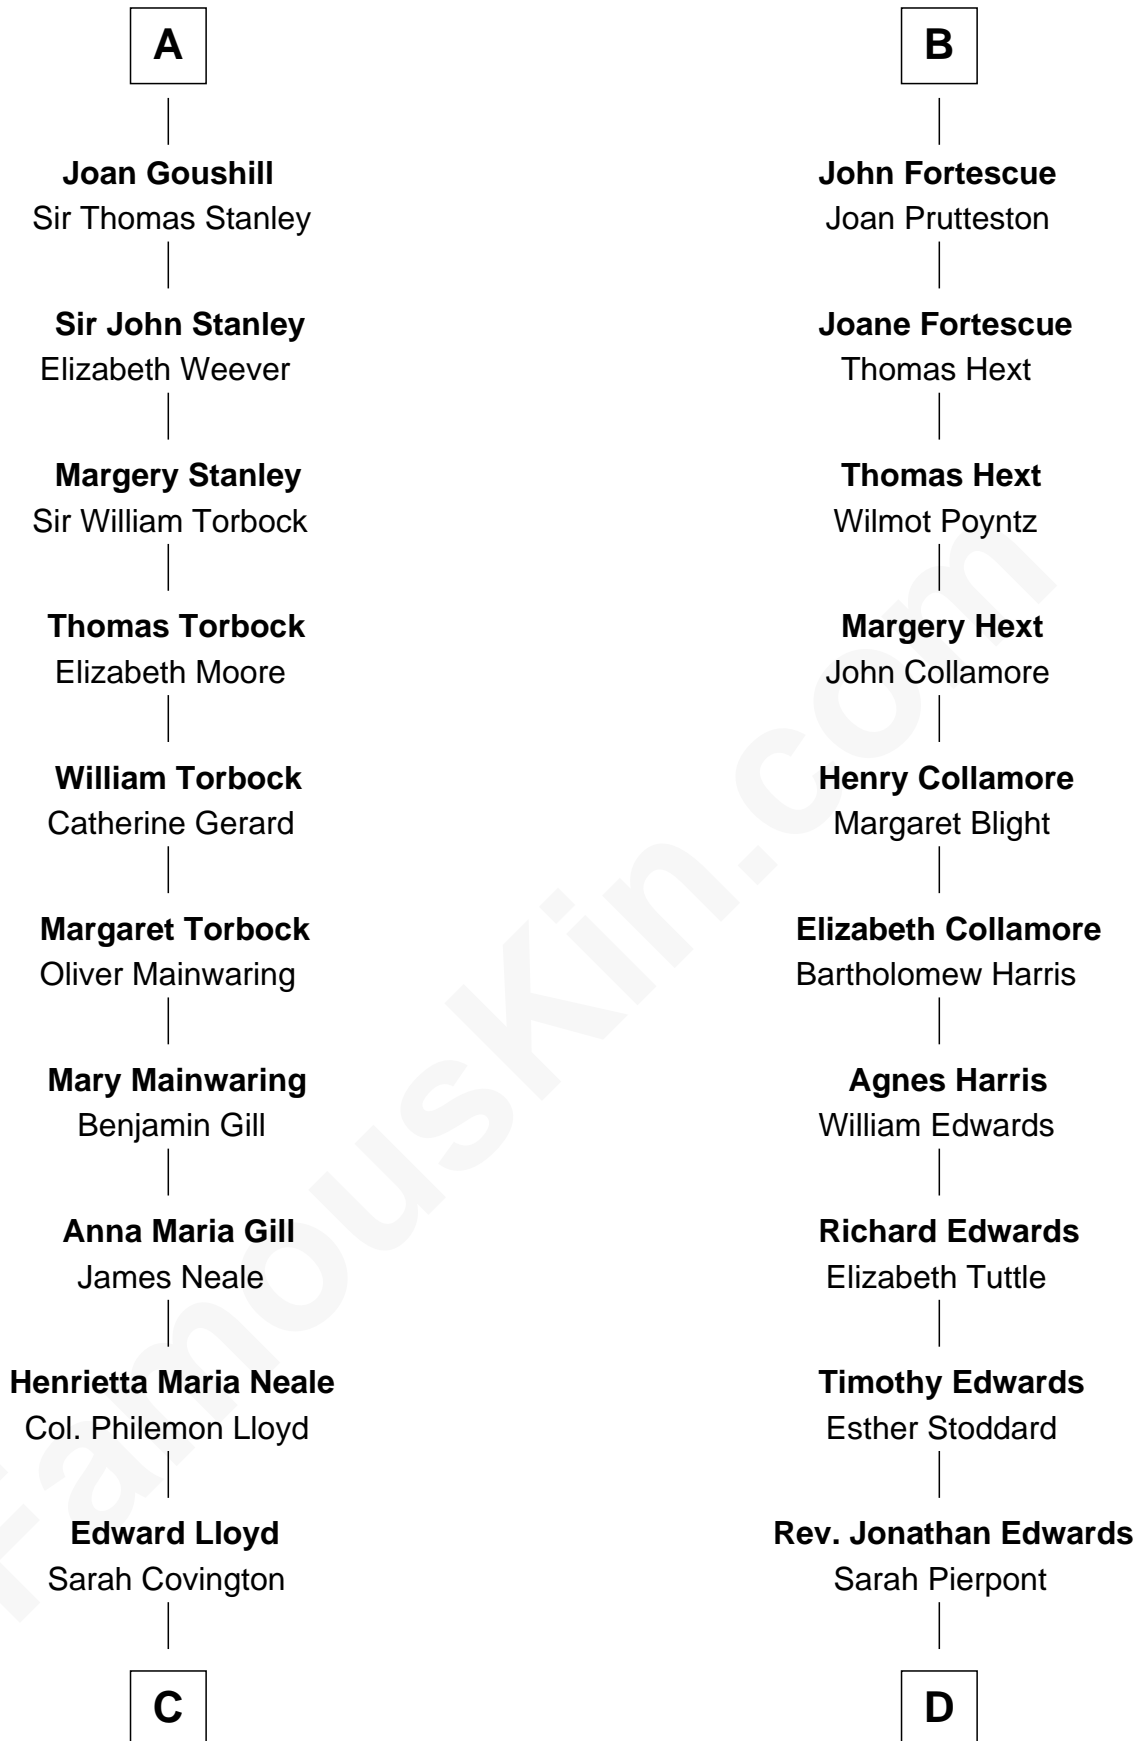 A
Joan Goushill
Sir Thomas Stanley
Sir John Stanley
Elizabeth Weever
Margery Stanley
Sir William Torbock
Thomas Torbock
Elizabeth Moore
William Torbock
Catherine Gerard
Margaret Torbock
Oliver Mainwaring
Mary Mainwaring
Benjamin Gill
Anna Maria Gill
James Neale
Henrietta Maria Neale
Col. Philemon Lloyd
Edward Lloyd
Sarah Covington
C
B
John Fortescue
Joan Prutteston
Joane Fortescue
Thomas Hext
Thomas Hext
Wilmot Poyntz
Margery Hext
John Collamore
Henry Collamore
Margaret Blight
Elizabeth Collamore
Bartholomew Harris
Agnes Harris
William Edwards
Richard Edwards
Elizabeth Tuttle
Timothy Edwards
Esther Stoddard
Rev. Jonathan Edwards
Sarah Pierpont
D
FamousKin.com